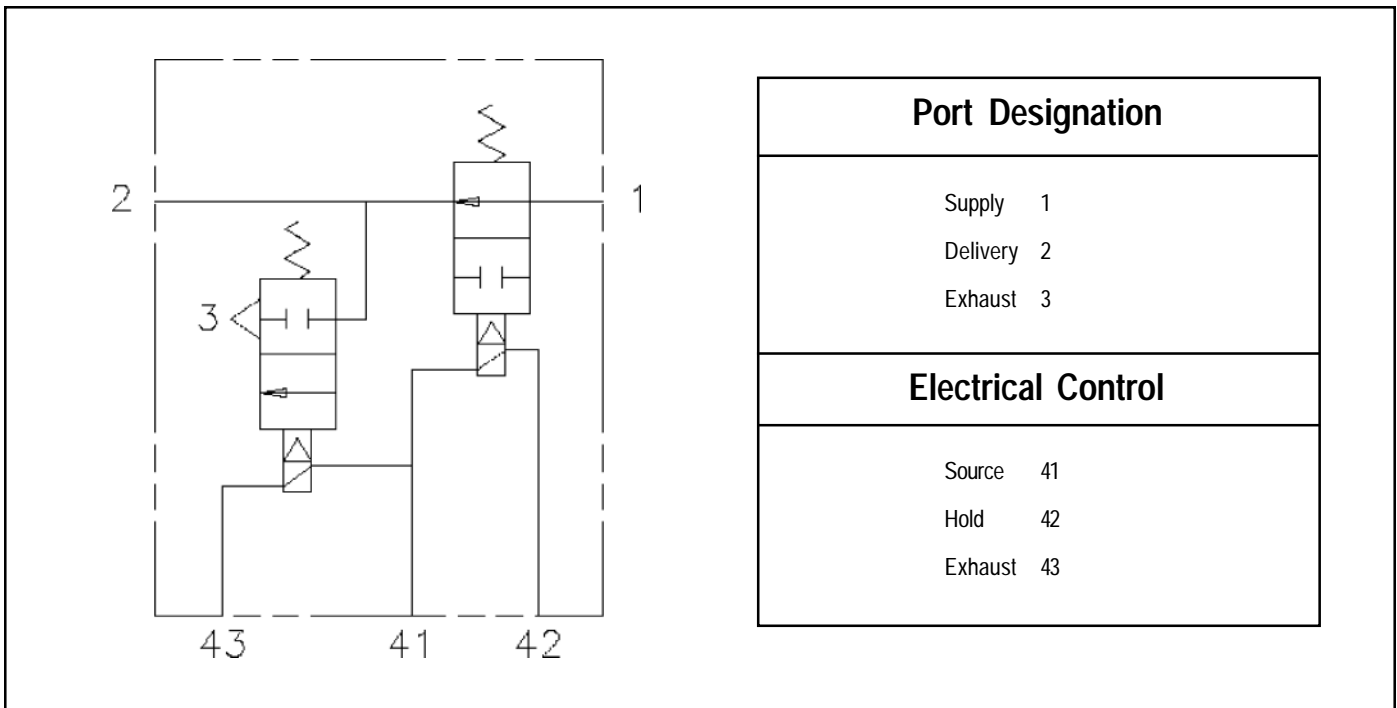 2
1
3
43
41
42
Port Designation
Supply 1
Delivery 2
Exhaust 3
Electrical Control
Source 41
Hold 42
Exhaust 43